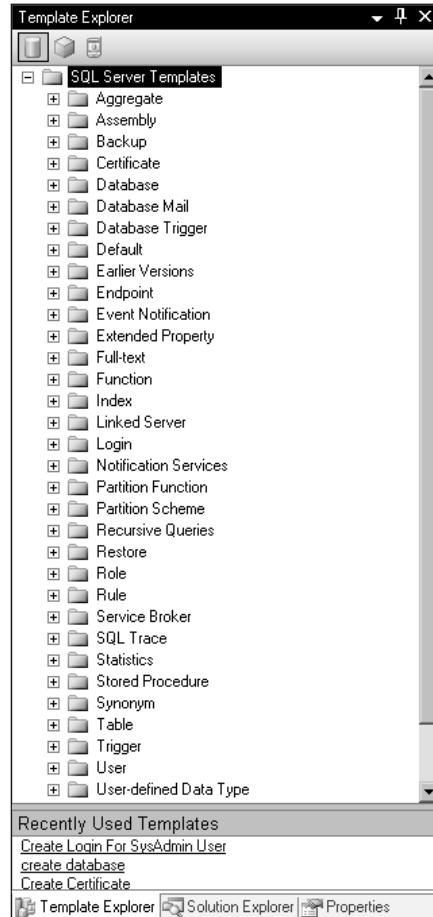 Template Explorer
SQL Server Templates
Aggregate
Assembly
Backup
Certificate
Database
Database Mail
Database Trigger
Default
Earlier Versions
Endpoint
Event Notification
Extended Property
Full-text
Function
Index
Linked Server
Login
Notification Services
Partition Function
Partition Scheme
Recursive Queries
Restore
Role
Rule
Service Broker
SQL Trace
Statistics
Stored Procedure
Synonym
Table
Trigger
User
User-defined Data Type
Recently Used Templates
Create Login For SysAdmin User
create database
Create Certificate
Template Explorer Solution Explorer Properties